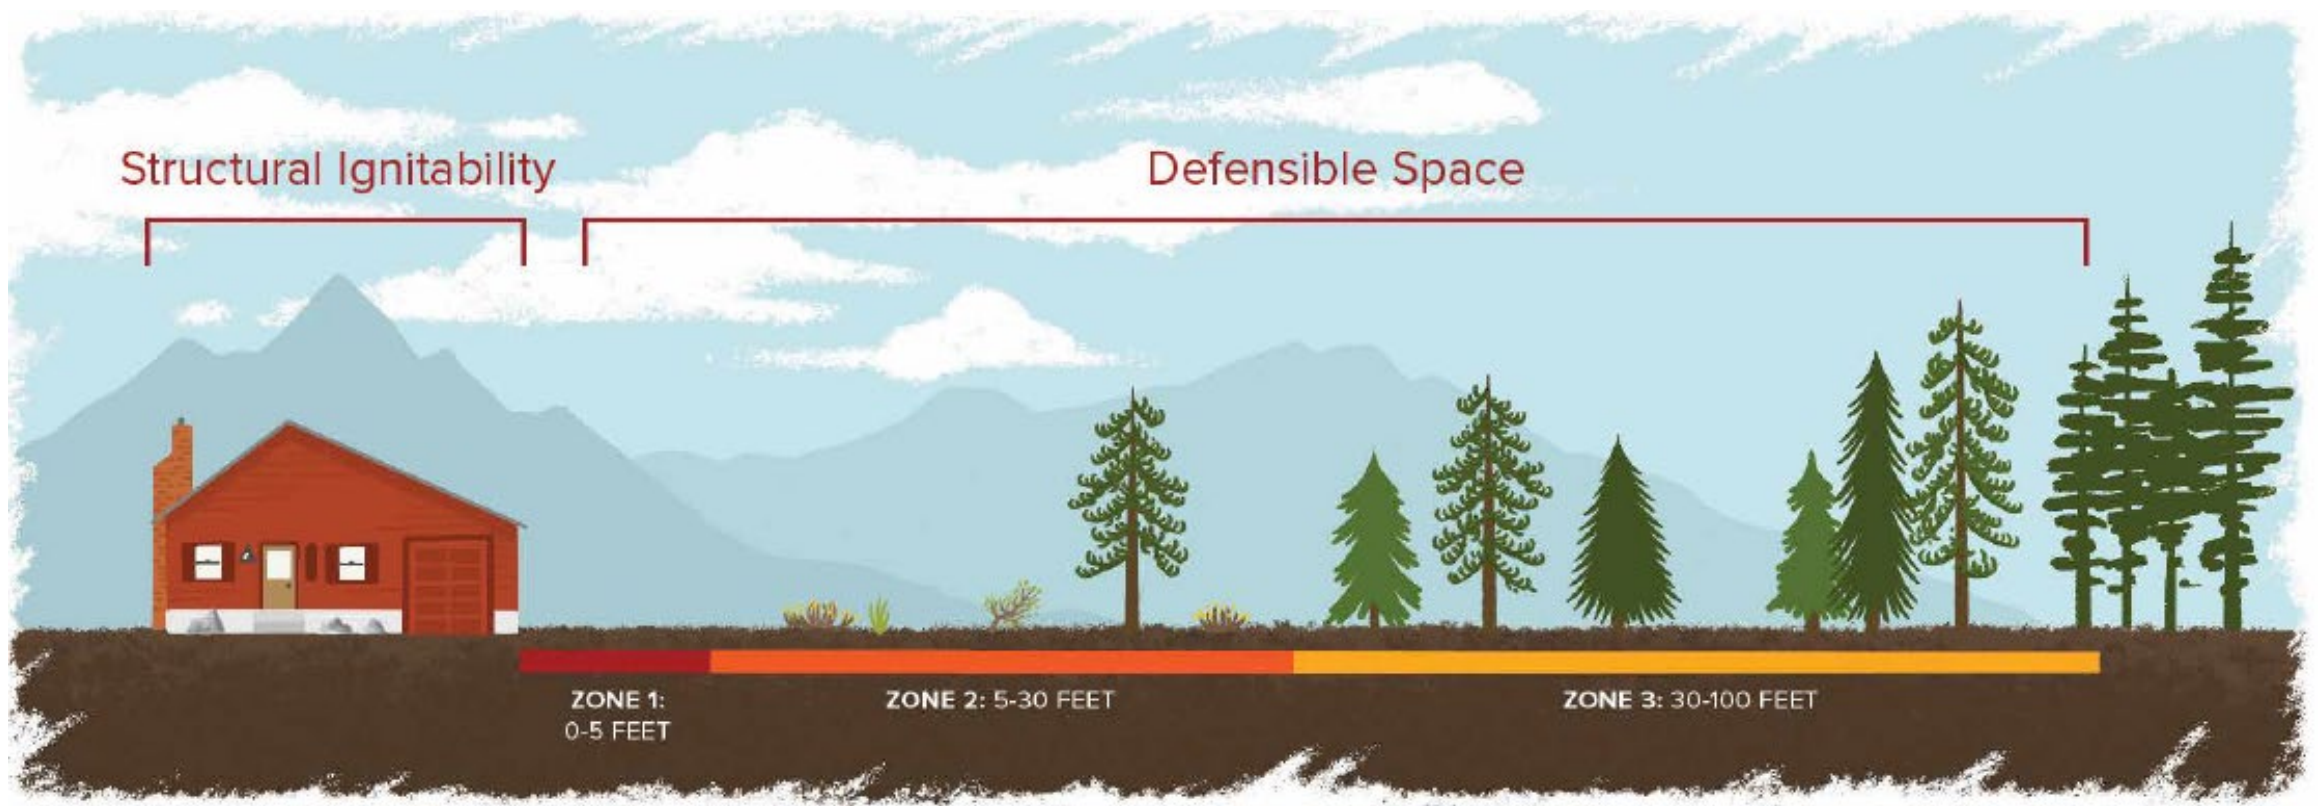 Structural Ignitability
Defensible Space
ZONE 1:
0-5 FEET
ZONE 2: 5-30 FEET
ZONE 3: 30-100 FEET